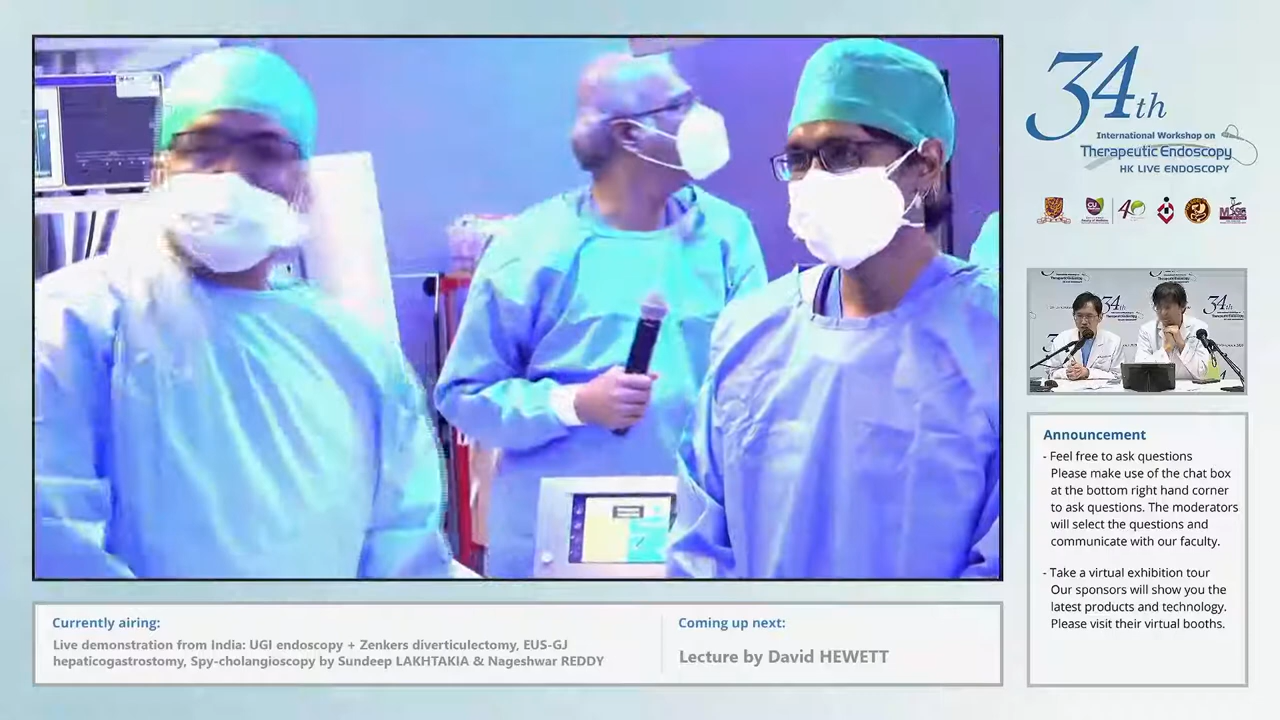 34th
International Workshop on
Therapeutic Endoscopy
HK LIVE ENDOSCOPY
34th
34th
Announcement
- Feel free to ask questions
Please make use of the chat box
at the bottom right hand corner
to ask questions. The moderators
will select the questions and
communicate with our faculty.
- Take a virtual exhibition tour
Our sponsors will show you the
latest products and technology.
Please visit their virtual booths.
Currently airing:
Live demonstration from India: UGI endoscopy + Zenkers diverticulectomy, EUS-GJ
hepaticogastrostomy, Spy-cholangioscopy by Sundeep LAKHTAKIA & Nageshwar REDDY
Coming up next:
Lecture by David HEWETT